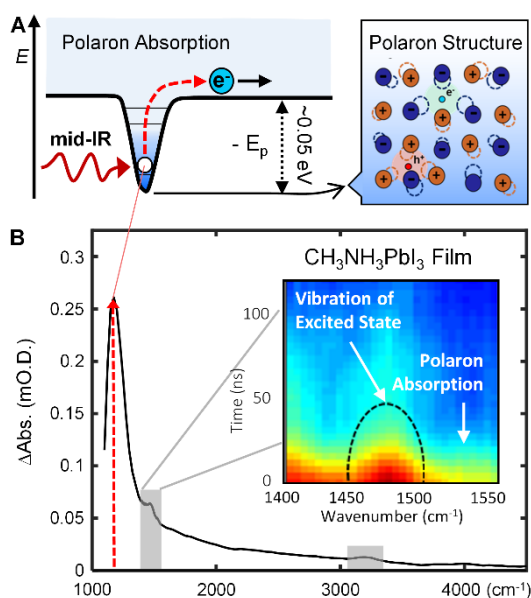 A
E
Polaron Absorption
e⁻
mid-IR
- Eₚ
~0.05 eV
Polaron Structure
e⁻
h⁺
B
CH₃NH₃PbI₃ Film
ΔAbs. (mO.D.)
0.3
0.25
0.2
0.15
0.1
0.05
0
1000
2000
3000
4000
(cm⁻¹)
Vibration of
Excited State
Polaron
Absorption
Time (ns)
100
50
0
1400
1450
1500
1550
Wavenumber (cm⁻¹)